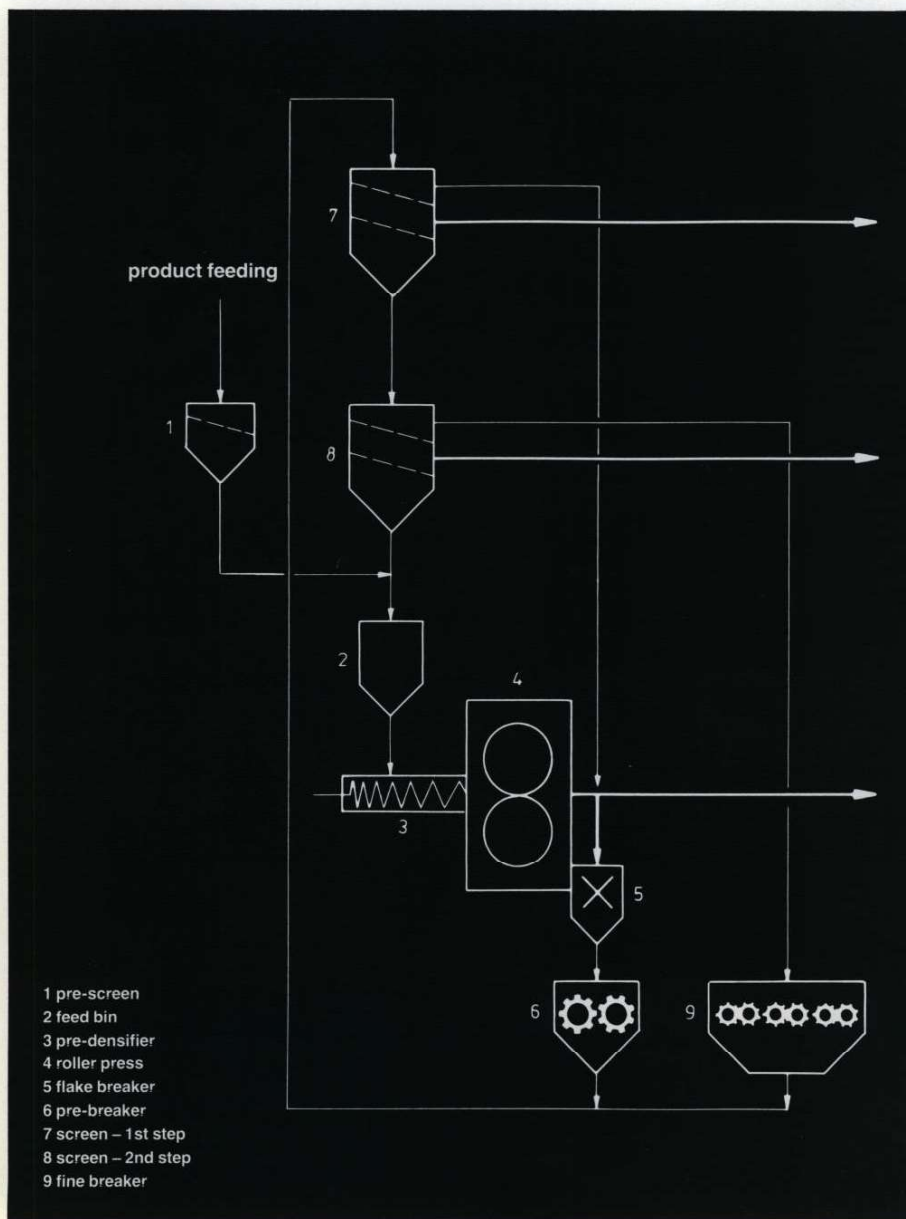 7
product feeding
1
8
2
4
3
5
6
9
1 pre-screen
2 feed bin
3 pre-densifier
4 roller press
5 flake breaker
6 pre-breaker
7 screen – 1st step
8 screen – 2nd step
9 fine breaker